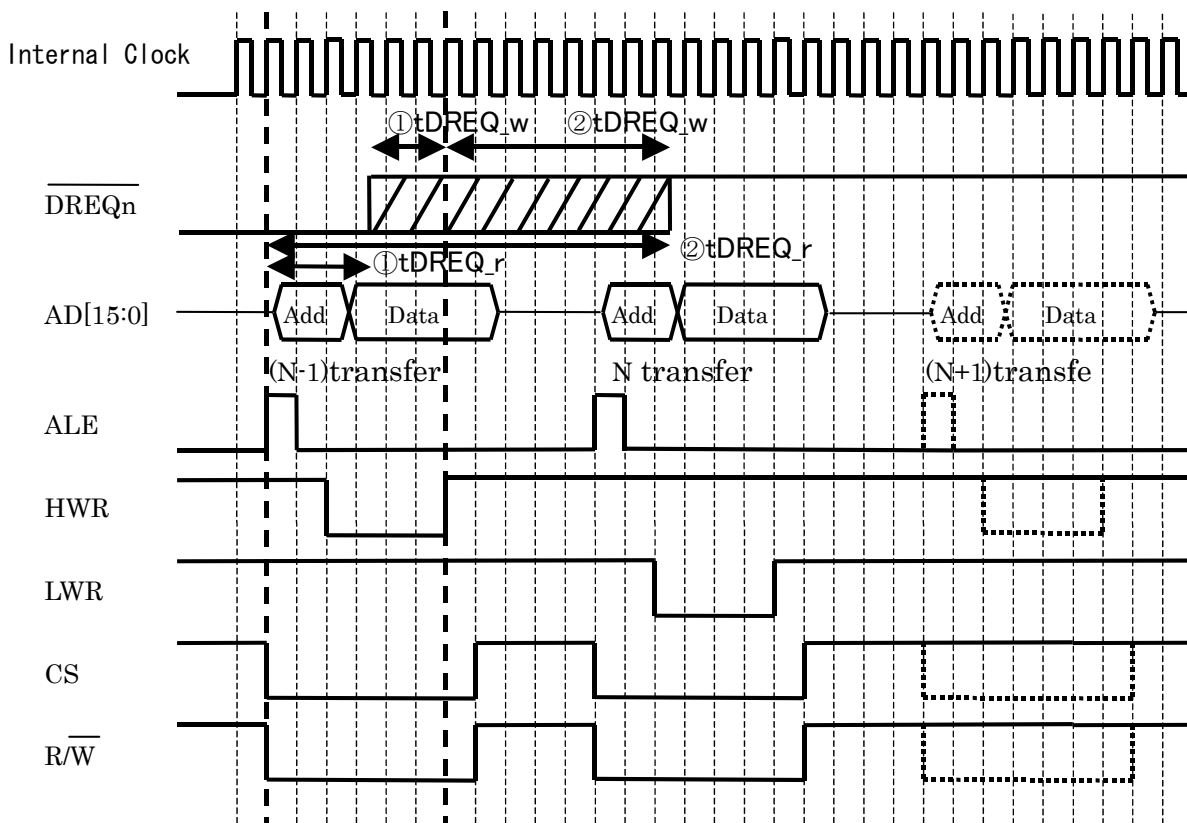 Internal Clock
①tDREQ_w ②tDREQ_w
DREQn
②tDREQ_r
①tDREQ_r
AD[15:0] Add Data Add Data Add Data
(N-1)transfer N transfer (N+1)transfe
ALE
HWR
LWR
CS
R/W